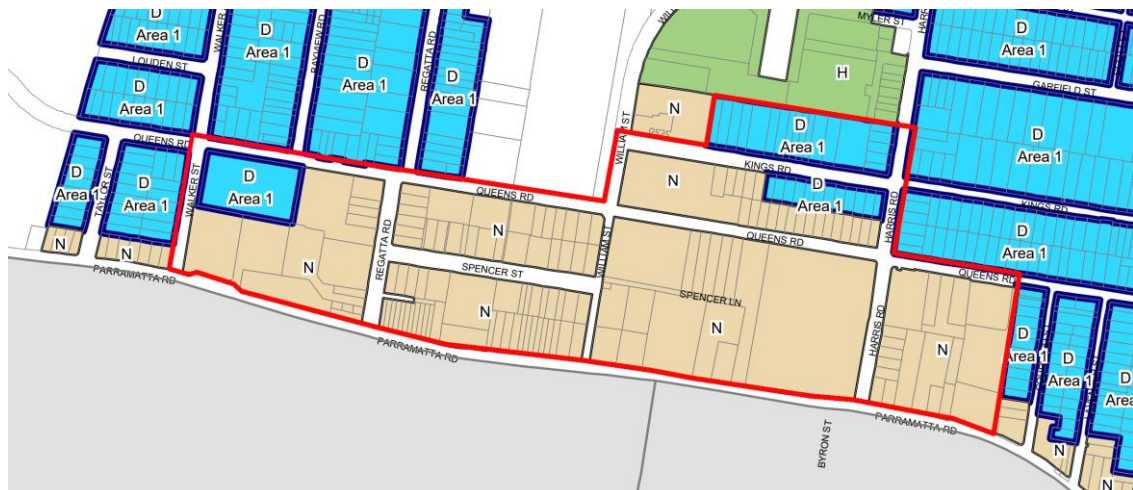 D
Area 1
WALKER
D
Area 1
BAYVIEW RD
D
Area 1
REGATTA RD
D
Area 1
WIL
MYLER ST
HARRI
D
Area 1
H
GARFIELD ST
LOUDEN ST
D
Area 1
QUEENS RD
WILLIAM ST
N
D
Area 1
D
Area 1
KINGS RD
D
Area 1
TAYLOR ST
D
Area 1
WALKER ST
D
Area 1
QUEENS RD
N
D
Area 1
HARRIS RD
KINGS RD
D
Area 1
N
N
PARRAMATTA RD
REGATTA RD
N
WILLIAM ST
QUEENS RD
QUEENS RD
N
SPENCER ST
N
SPENCER LN
N
HARRIS RD
N
D
Area 1
D
Area 1
D
Area
PARRAMATTA RD
PARRAMATTA RD
BYRON ST
N
N